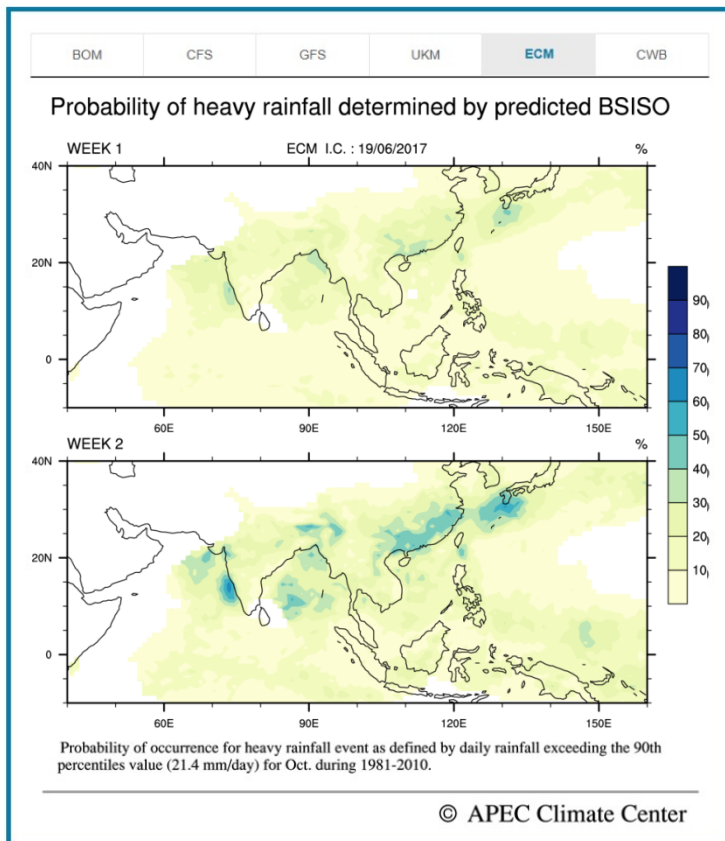 BOM CFS GFS UKM ECM CWB
Probability of heavy rainfall determined by predicted BSISO
WEEK 1 ECM I.C. : 19/06/2017 %
40N
20N
0
60E 90E 120E 150E
90
80
70
60
50
40
30
20
10
WEEK 2 %
40N
20N
0
60E 90E 120E 150E
Probability of occurrence for heavy rainfall event as defined by daily rainfall exceeding the 90th
percentiles value (21.4 mm/day) for Oct. during 1981-2010.
© APEC Climate Center